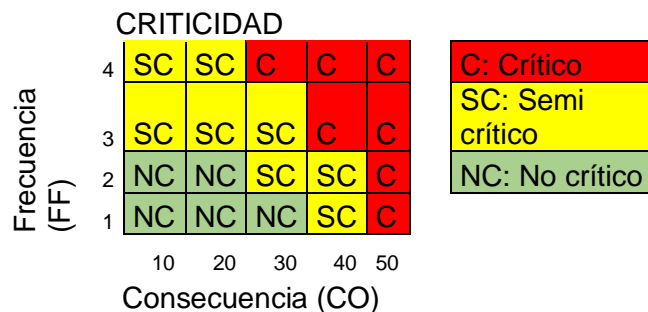 CRITICIDAD
Frecuencia
(FF)
4 SC SC C C C
3 SC SC SC C C
2 NC NC SC SC C
1 NC NC NC SC C
10 20 30 40 50
Consecuencia (CO)
C: Crítico
SC: Semi
crítico
NC: No crítico